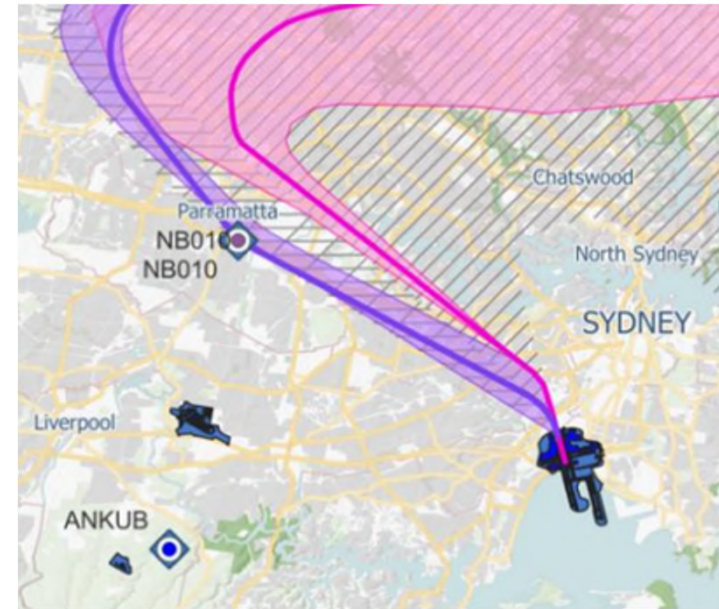 Chatswood
Parramatta
NB010
North Sydney
NB010
SYDNEY
Liverpool
ANKUB